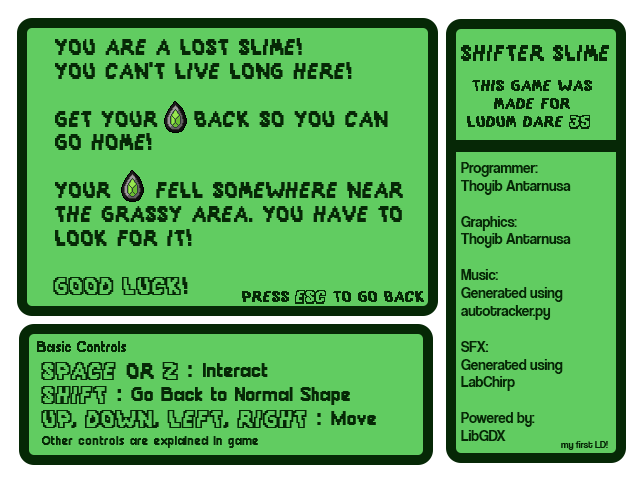 YOU ARE A LOST SLIME!
YOU CAN'T LIVE LONG HERE!
GET YOUR BACK SO YOU CAN
GO HOME!
YOUR FELL SOMEWHERE NEAR
THE GRASSY AREA. YOU HAVE TO
LOOK FOR IT!
GOOD LUCK!
PRESS ESC TO GO BACK
Basic Controls
SPACE OR Z : Interact
SHIFT : Go Back to Normal Shape
UP, DOWN, LEFT, RIGHT : Move
Other controls are explained in game
SHIFTER SLIME
THIS GAME WAS
MADE FOR
LUDUM DARE 35
Programmer:
Thoyib Antarnusa
Graphics:
Thoyib Antarnusa
Music:
Generated using
autotracker.py
SFX:
Generated using
LabChirp
Powered by:
LibGDX
my first LD!